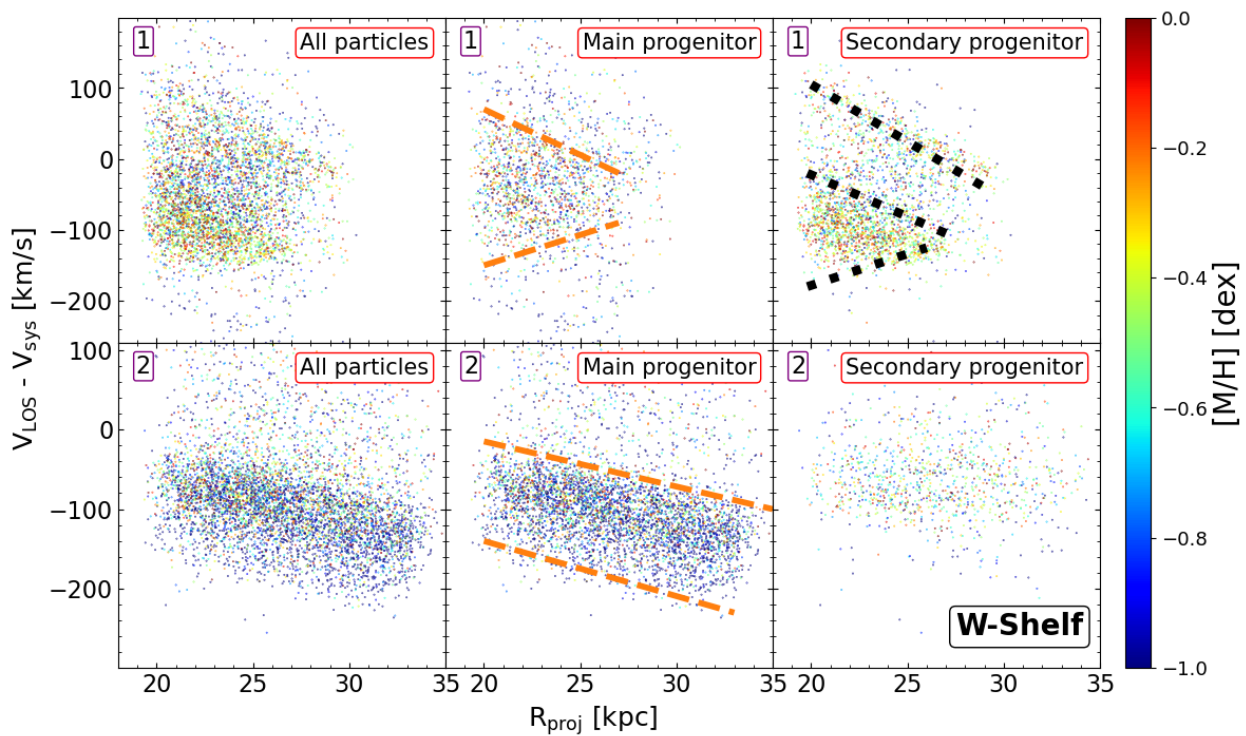 1 All particles
1 Main progenitor
1 Secondary progenitor
0.0
100
0
−100
−200
−0.2
−0.4
V_LOS - V_sys [km/s]
[M/H] [dex]
2 All particles
2 Main progenitor
2 Secondary progenitor
100
0
−100
−200
−0.6
−0.8
−1.0
W-Shelf
20 25 30 35
20 25 30 35
20 25 30 35
R_proj [kpc]